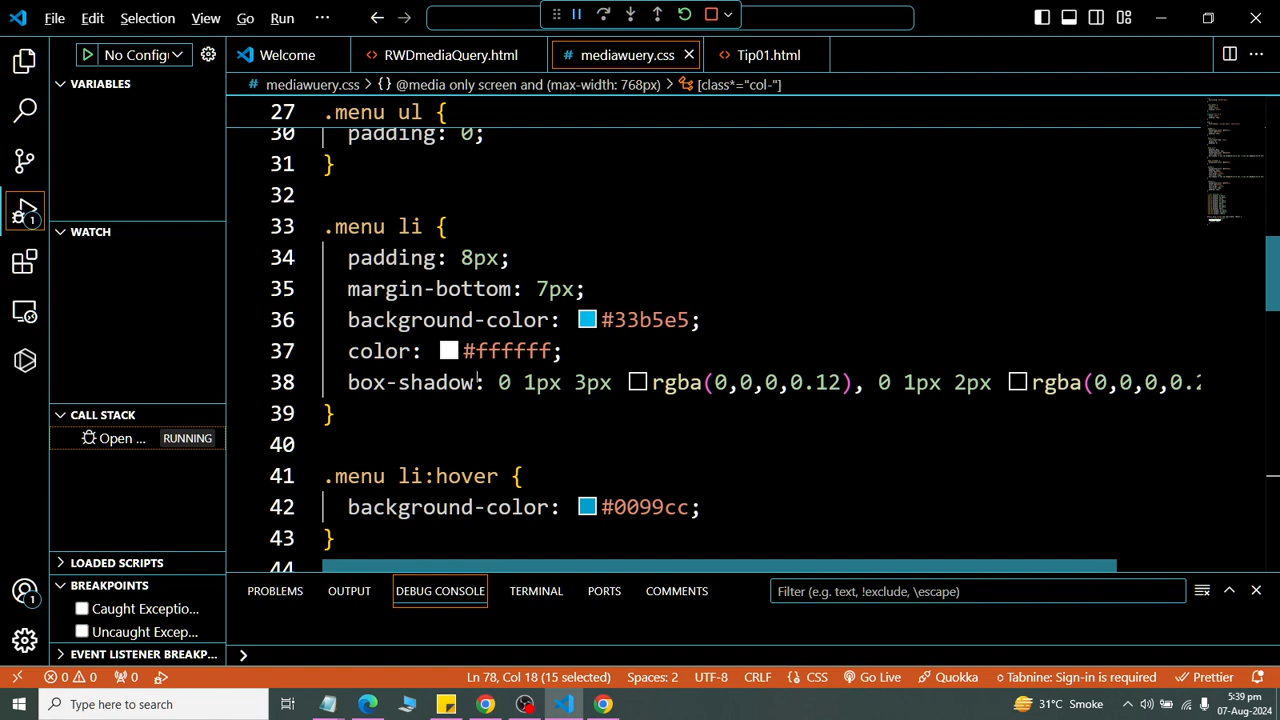 File Edit Selection View Go Run ···
No Config
Welcome
RWDmediaQuery.html
# mediawuery.css
Tip01.html
VARIABLES
# mediawuery.css > {} @media only screen and (max-width: 768px) > [class*="col-"]
27 .menu ul {
30 padding: 0;
31 }
32
33 .menu li {
34 padding: 8px;
35 margin-bottom: 7px;
36 background-color: #33b5e5;
37 color: #ffffff;
38 box-shadow: 0 1px 3px rgba(0,0,0,0.12), 0 1px 2px rgba(0,0,0,0.2
39 }
40
41 .menu li:hover {
42 background-color: #0099cc;
43 }
44
WATCH
CALL STACK
Open ... RUNNING
LOADED SCRIPTS
BREAKPOINTS
Caught Exceptio...
Uncaught Excep...
EVENT LISTENER BREAKP...
1
1
PROBLEMS OUTPUT DEBUG CONSOLE TERMINAL PORTS COMMENTS
Filter (e.g. text, !exclude, \escape)
0 0 0 Ln 78, Col 18 (15 selected) Spaces: 2 UTF-8 CRLF {} CSS Go Live Quokka Tabnine: Sign-in is required Prettier
Type here to search
31°C Smoke
5:39 pm
07-Aug-2024